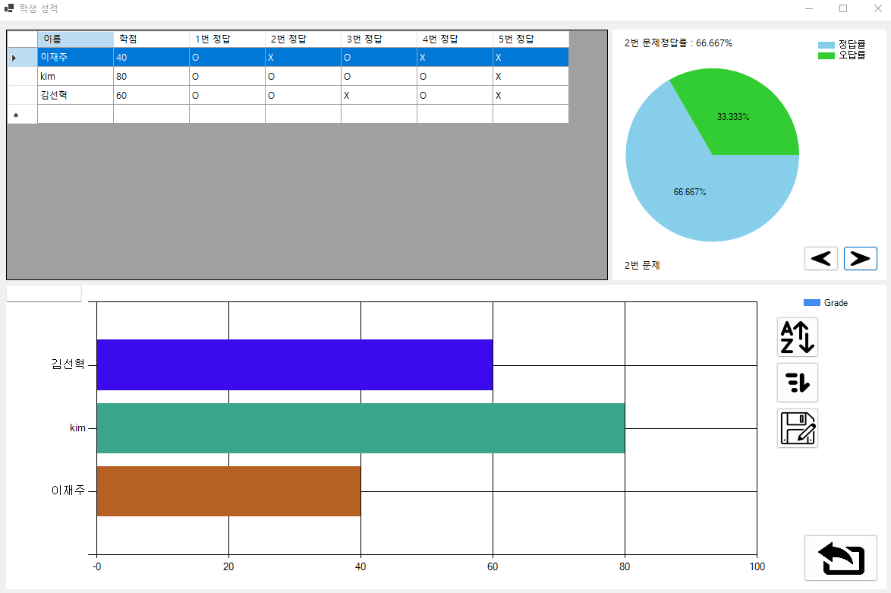 학생 성적
이름 학점 1번 정답 2번 정답 3번 정답 4번 정답 5번 정답
이재주 40 O X O X X
kim 80 O O O O X
김선혁 60 O O X O X
2번 문제정답률 : 66.667%
정답률
오답률
33.333%
66.667%
2번 문제
Grade
김선혁
kim
이재주
-0 20 40 60 80 100
A
Z